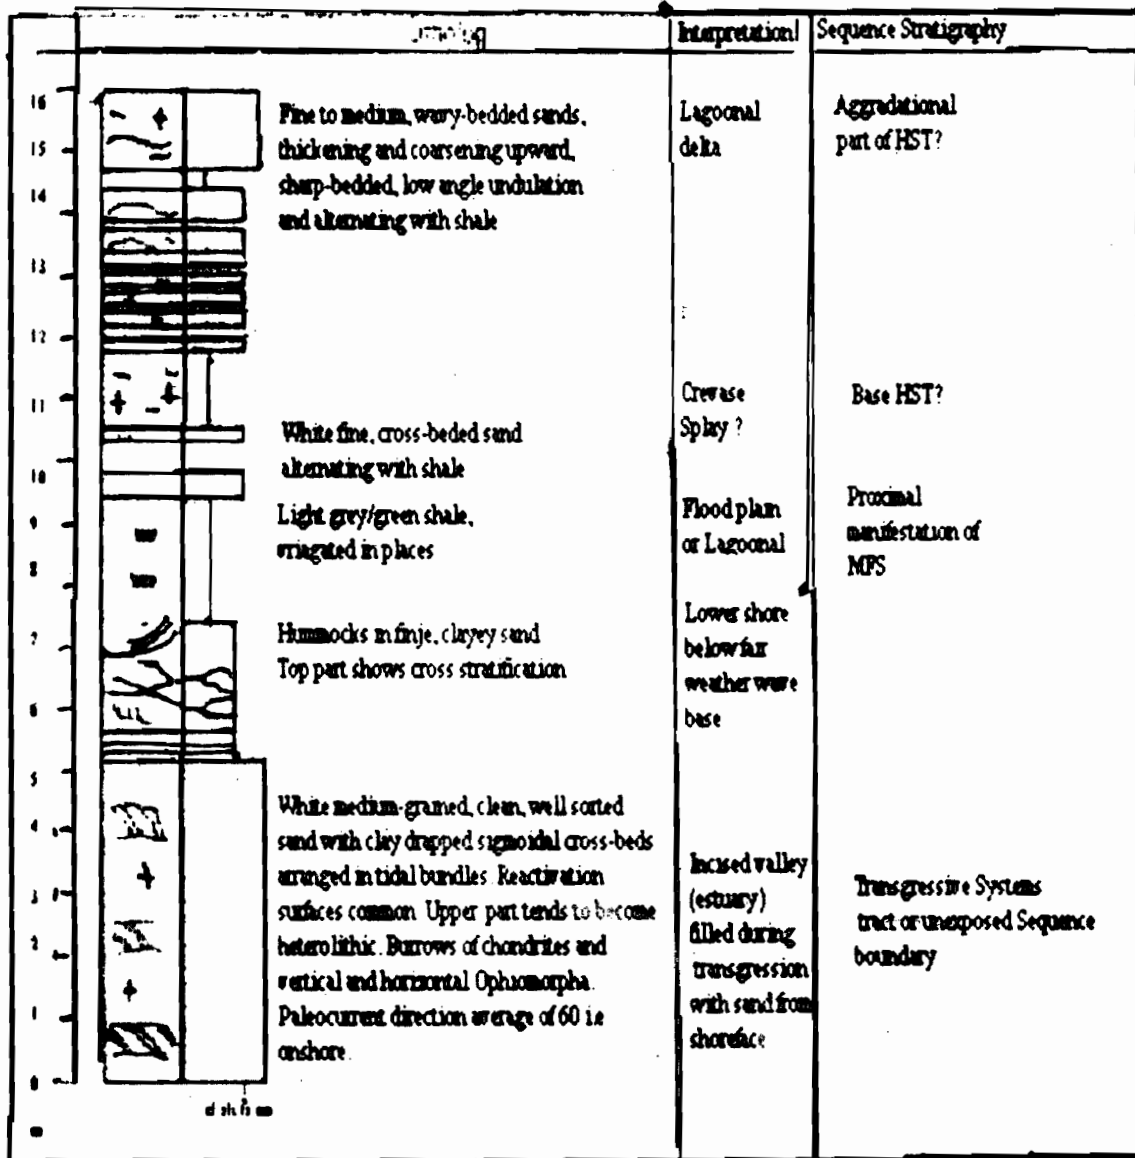 Interpretation Sequence Stratigraphy
16
15
14
13
12
11
10
9
8
7
6
5
4
3
2
1
0
Fine to medium, wavy-bedded sands,
thickening and coarsening upward,
sharp-bedded, low angle undulation
and alternating with shale
Lagoonal
delta
Aggradational
part of HST?
White fine, cross-beded sand
alternating with shale
Crevase
Splay ?
Base HST?
Light grey/green shale,
vriagated in places
Flood plain
or Lagoonal
Proximal
manifestation of
MFS
Hummocks in finje, clayey sand
Top part shows cross stratification
Lower shore
below fair
weather wave
base
White medium-grained, clean, well sorted
sand with clay drapped sigmoidal cross-beds
arranged in tidal bundles. Reactivation
surfaces common. Upper part tends to become
heterolithic. Burrows of chondrites and
vertical and horizontal Ophiomorpha.
Paleocurrent direction average of 60 i.e
onshore.
Incised valley
(estuary)
filled during
transgression
with sand from
shoreface
Transgressive Systems
tract or unexposed Sequence
boundary